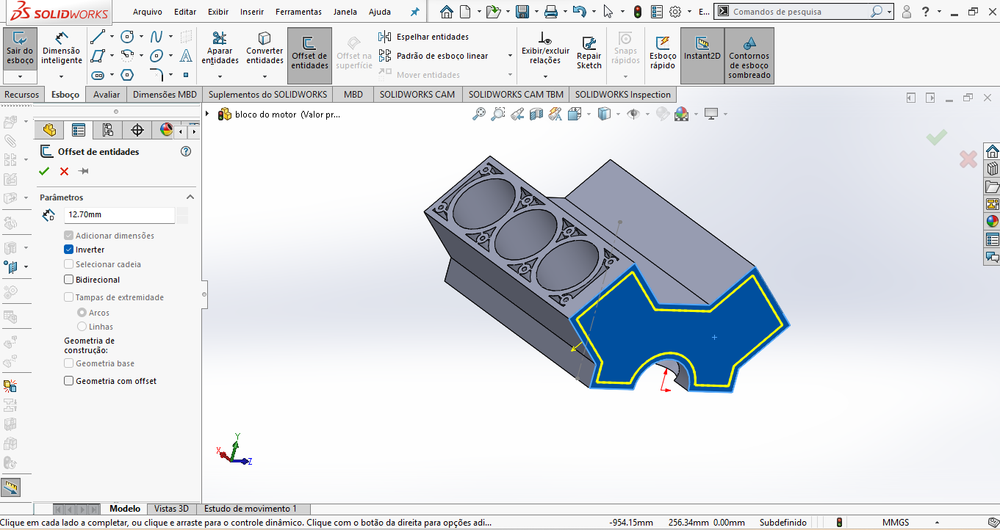 SOLIDWORKS
Arquivo Editar Exibir Inserir Ferramentas Janela Ajuda
E...
Comandos de pesquisa
Sair do esboço
Dimensão inteligente
Aparar entidades
Converter entidades
Offset de entidades
Offset na superfície
Espelhar entidades
Padrão de esboço linear
Mover entidades
Exibir/excluir relações
Repair Sketch
Snaps rápidos
Esboço rápido
Instant2D
Contornos de esboço sombreado
Recursos Esboço Avaliar Dimensões MBD Suplementos do SOLIDWORKS MBD SOLIDWORKS CAM SOLIDWORKS CAM TBM SOLIDWORKS Inspection
bloco do motor (Valor pr...
Offset de entidades
Parâmetros
12.70mm
Adicionar dimensões
Inverter
Selecionar cadeia
Bidirecional
Tampas de extremidade
Arcos
Linhas
Geometria de
construção:
Geometria base
Geometria com offset
Y
X
Z
Modelo Vistas 3D Estudo de movimento 1
Clique em cada lado a completar, ou clique e arraste para o controle dinâmico. Clique com o botão da direita para opções adi...
-954.15mm 256.34mm 0.00mm Subdefinido MMGS